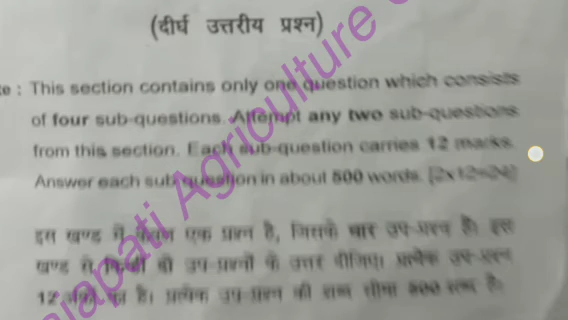 (दीर्घ उत्तरीय प्रश्न)
e : This section contains only one question which consists
of four sub-questions. Attempt any two sub-questions
from this section. Each sub-question carries 12 marks.
Answer each sub-question in about 500 words. [2x12=24]
इस खण्ड में केवल एक प्रश्न है, जिसके चार उप-प्रश्न हैं। इस
खण्ड से किन्हीं दो उप-प्रश्नों के उत्तर दीजिए। प्रत्येक उप-प्रश्न
12 अंकों का है। प्रत्येक उप-प्रश्न की शब्द सीमा 500 शब्द है।
japati Agriculture